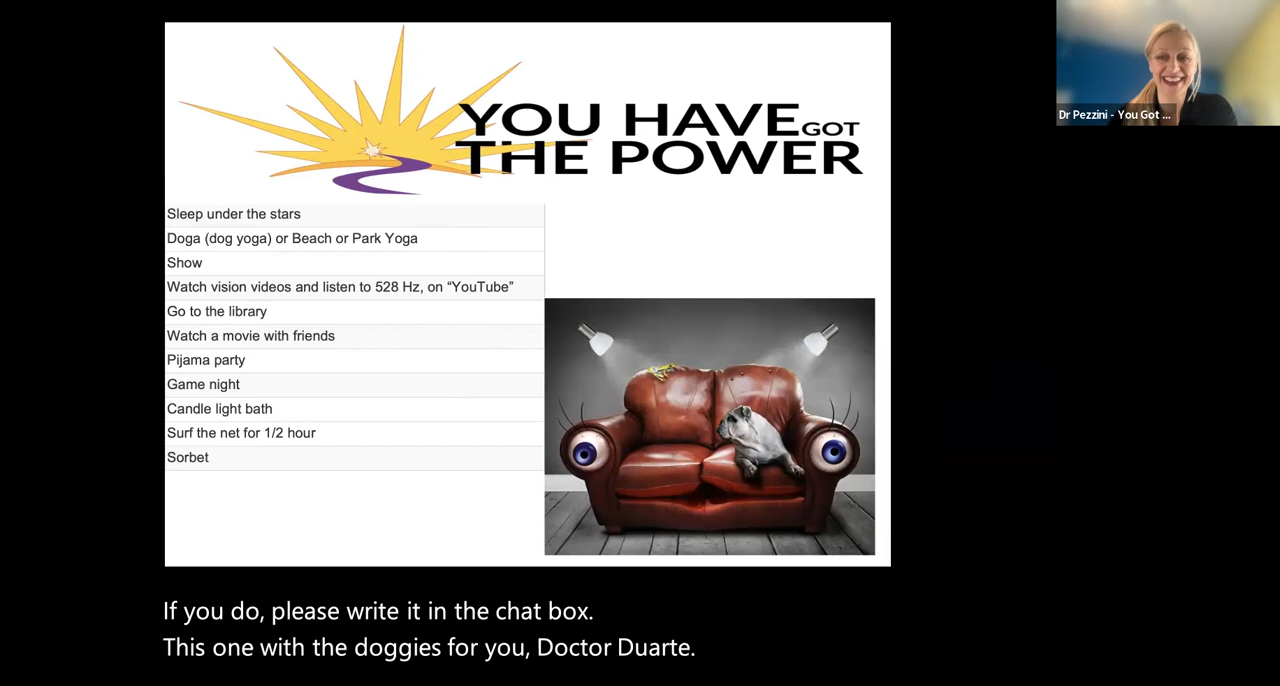 YOU HAVE GOT
THE POWER
Dr Pezzini - You Got ...
Sleep under the stars
Doga (dog yoga) or Beach or Park Yoga
Show
Watch vision videos and listen to 528 Hz, on “YouTube”
Go to the library
Watch a movie with friends
Pijama party
Game night
Candle light bath
Surf the net for 1/2 hour
Sorbet
If you do, please write it in the chat box.
This one with the doggies for you, Doctor Duarte.